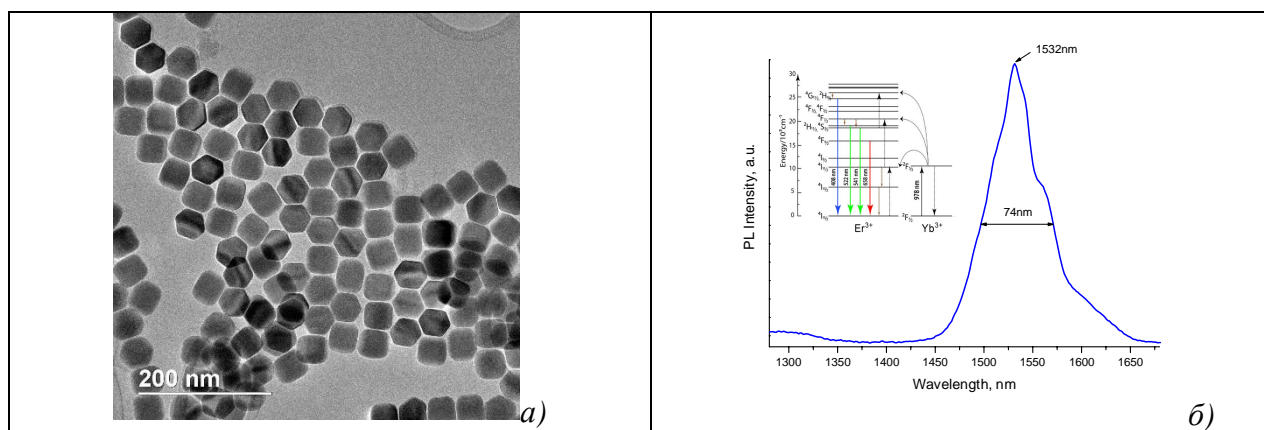 200 nm
а)
1532nm
PL Intensity, a.u.
74nm
Energy/10³cm⁻¹
30
25
20
15
10
5
0
408 nm
522 nm
541 nm
658 nm
978 nm
Er³⁺
Yb³⁺
1300 1350 1400 1450 1500 1550 1600 1650
Wavelength, nm
б)